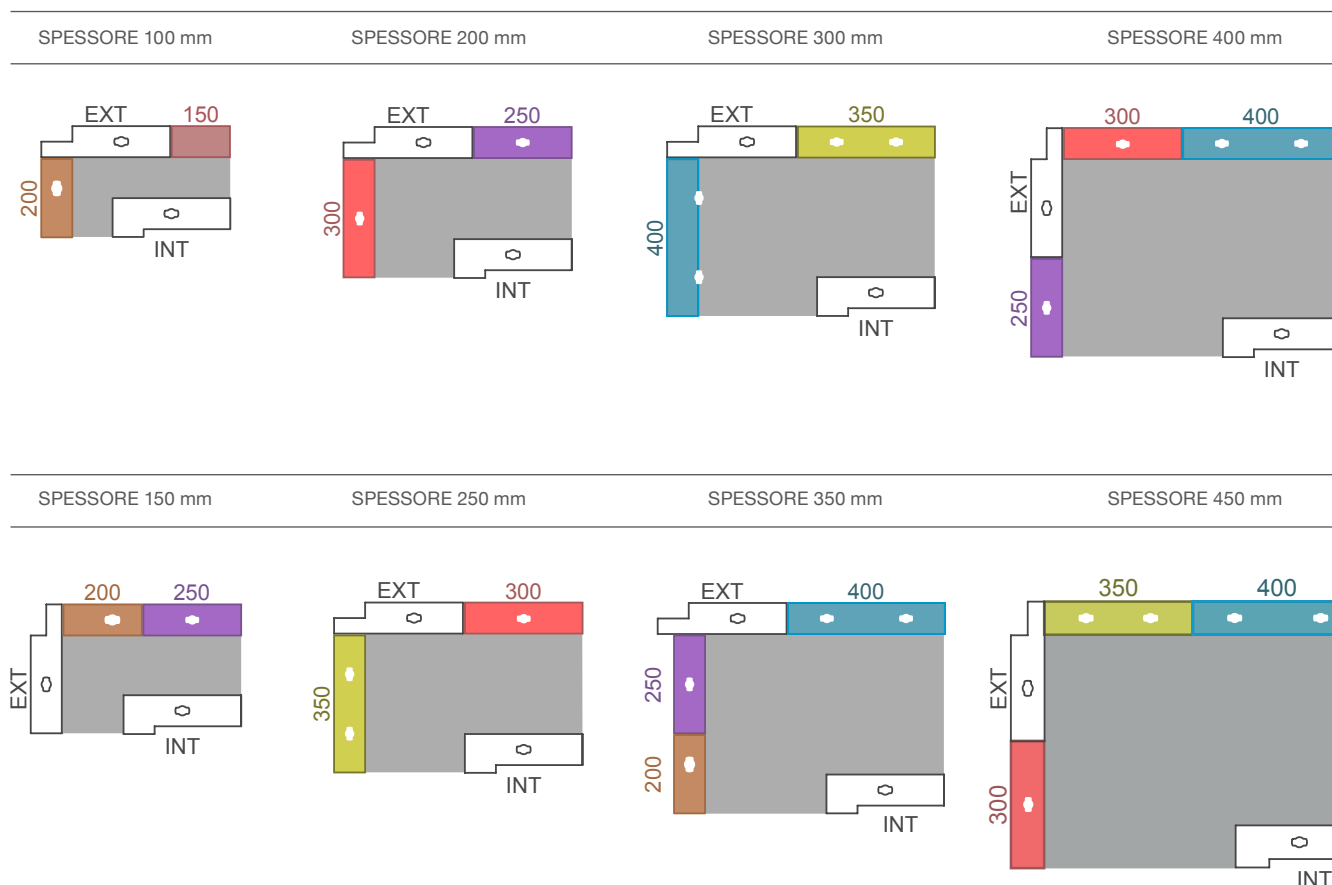 SPESSORE 100 mm
SPESSORE 200 mm
SPESSORE 300 mm
SPESSORE 400 mm
EXT 150
200
INT
EXT 250
300
INT
EXT 350
400
INT
300 400
EXT
250
INT
SPESSORE 150 mm
SPESSORE 250 mm
SPESSORE 350 mm
SPESSORE 450 mm
200 250
EXT
INT
EXT 300
350
INT
EXT 400
250
200
INT
350 400
EXT
300
INT